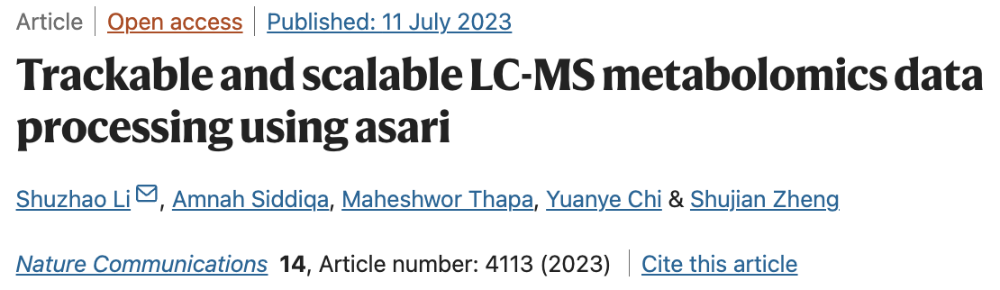 Article | Open access | Published: 11 July 2023
Trackable and scalable LC-MS metabolomics data
processing using asari
Shuzhao Li, Amnah Siddiqa, Maheshwor Thapa, Yuanye Chi & Shujian Zheng
Nature Communications 14, Article number: 4113 (2023) | Cite this article